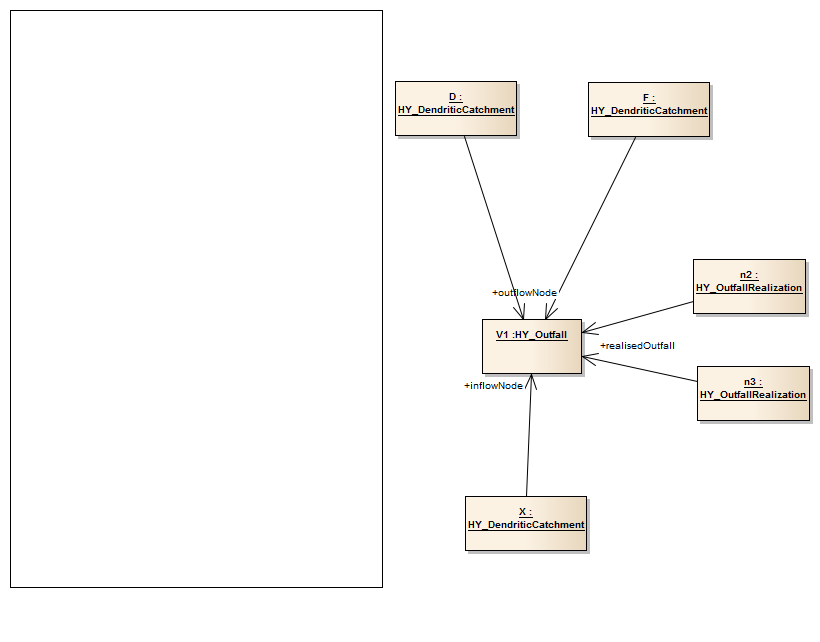 D :
HY_DendriticCatchment
F :
HY_DendriticCatchment
n2 :
HY_OutfallRealization
+outflowNode
V1 :HY_Outfall
+realisedOutfall
n3 :
HY_OutfallRealization
+inflowNode
X :
HY_DendriticCatchment